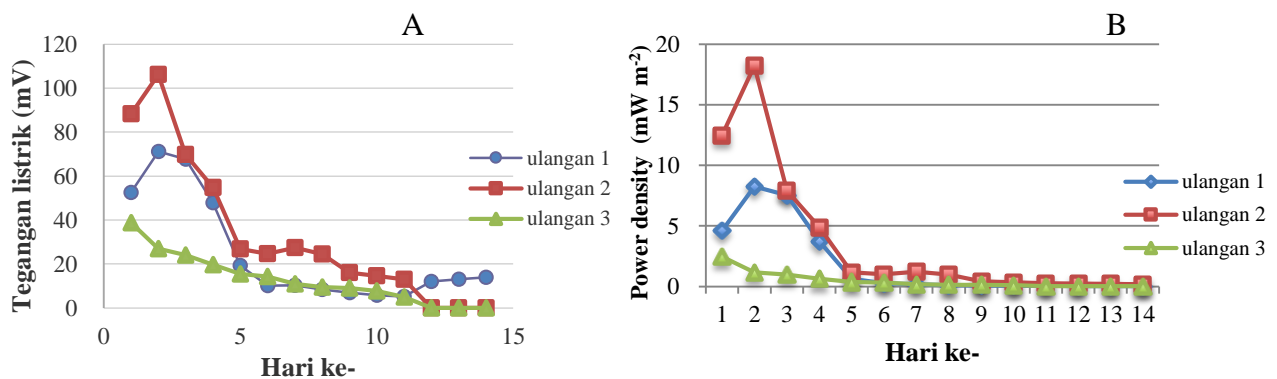 A
Tegangan listrik (mV)
120
100
80
60
40
20
0
0 5 10 15
Hari ke-
ulangan 1
ulangan 2
ulangan 3
B
Power density (mW m-2)
20
15
10
5
0
1 2 3 4 5 6 7 8 9 10 11 12 13 14
Hari ke-
ulangan 1
ulangan 2
ulangan 3